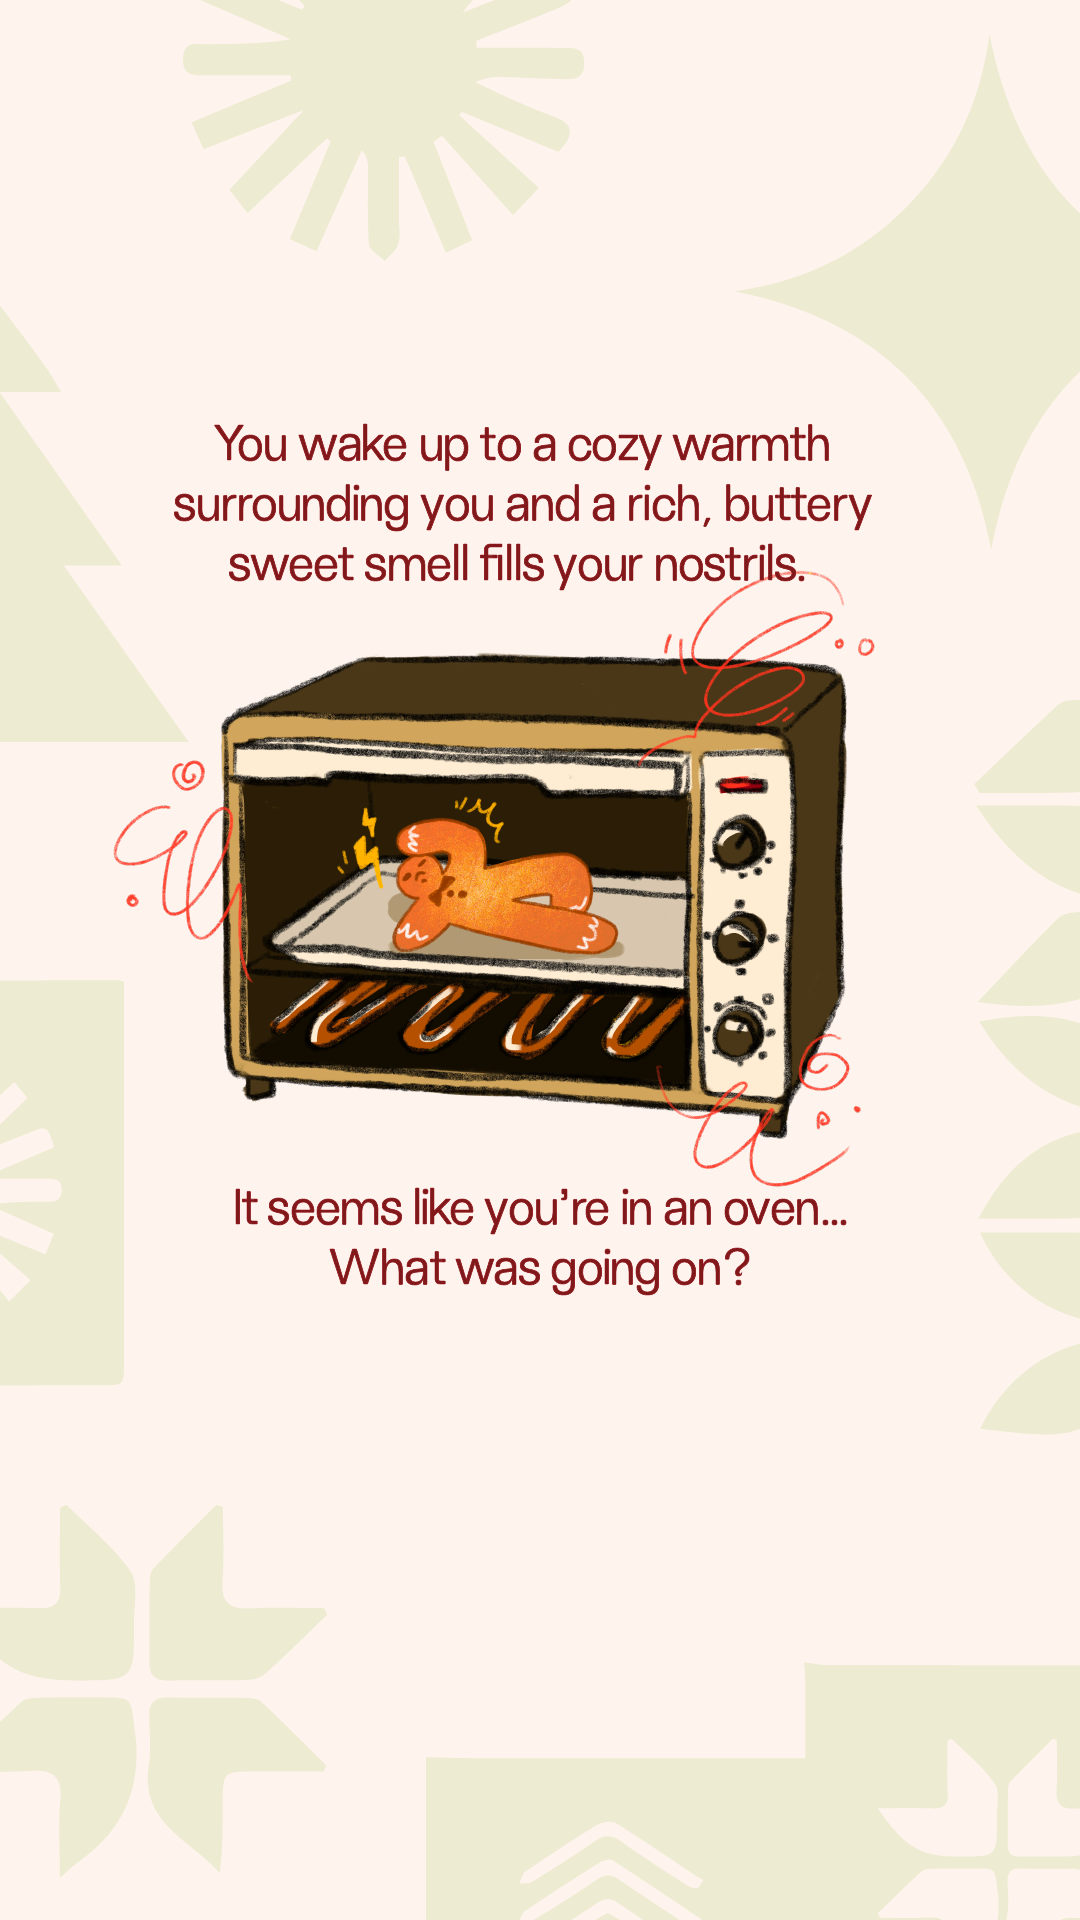 You wake up to a cozy warmth
surrounding you and a rich, buttery
sweet smell fills your nostrils.
It seems like you’re in an oven...
What was going on?